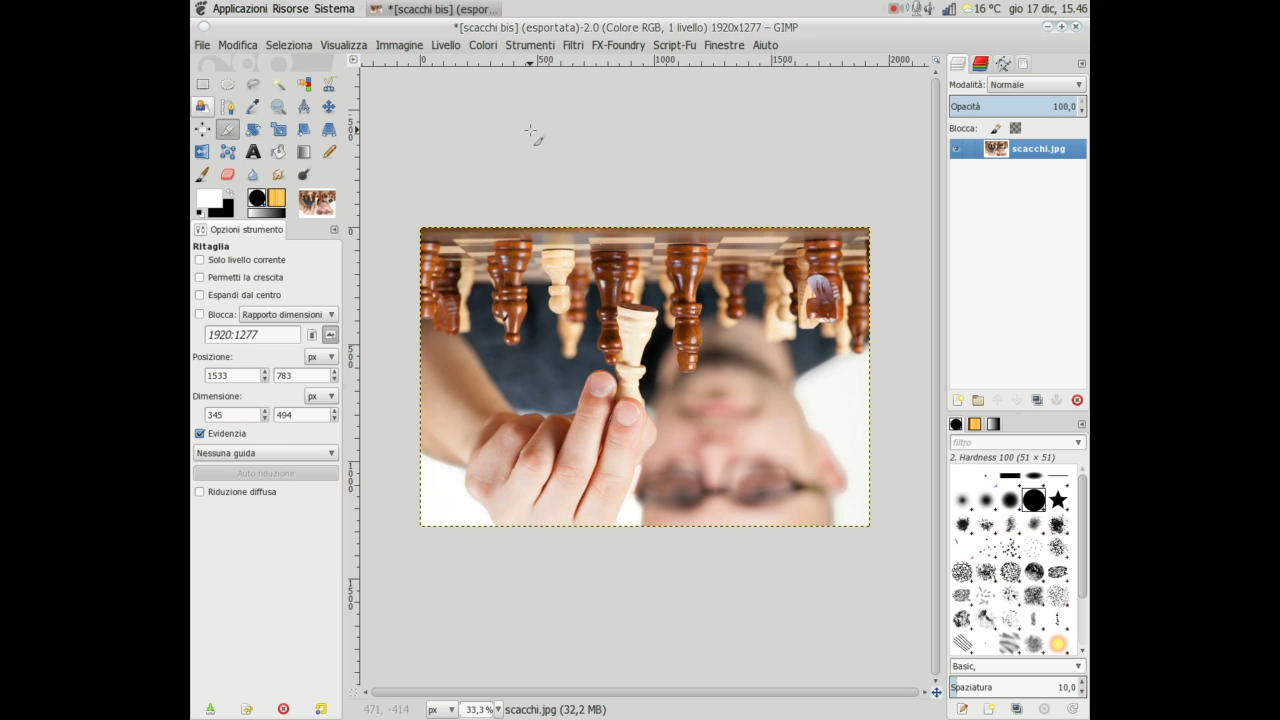 Applicazioni Risorse Sistema
*[scacchi bis] (espor...
16 °C gio 17 dic, 15.46
*[scacchi bis] (esportata)-2.0 (Colore RGB, 1 livello) 1920x1277 – GIMP
File Modifica Seleziona Visualizza Immagine Livello Colori Strumenti Filtri FX-Foundry Script-Fu Finestre Aiuto
0 500 1000 1500 2000
Modalità: Normale
Opacità 100,0
Blocca:
scacchi.jpg
Opzioni strumento
Ritaglia
Solo livello corrente
Permetti la crescita
Espandi dal centro
Blocca: Rapporto dimensioni
1920:1277
Posizione: px
1533 783
Dimensione: px
345 494
Evidenzia
Nessuna guida
Auto riduzione
Riduzione diffusa
filtro
2. Hardness 100 (51 × 51)
Basic,
Spaziatura 10,0
471, -414 px 33,3 % scacchi.jpg (32,2 MB)